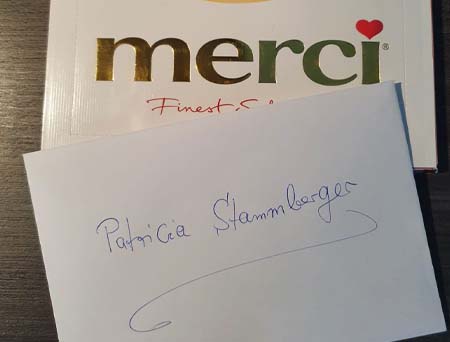 merci®
Finest
Patricia Stammberger